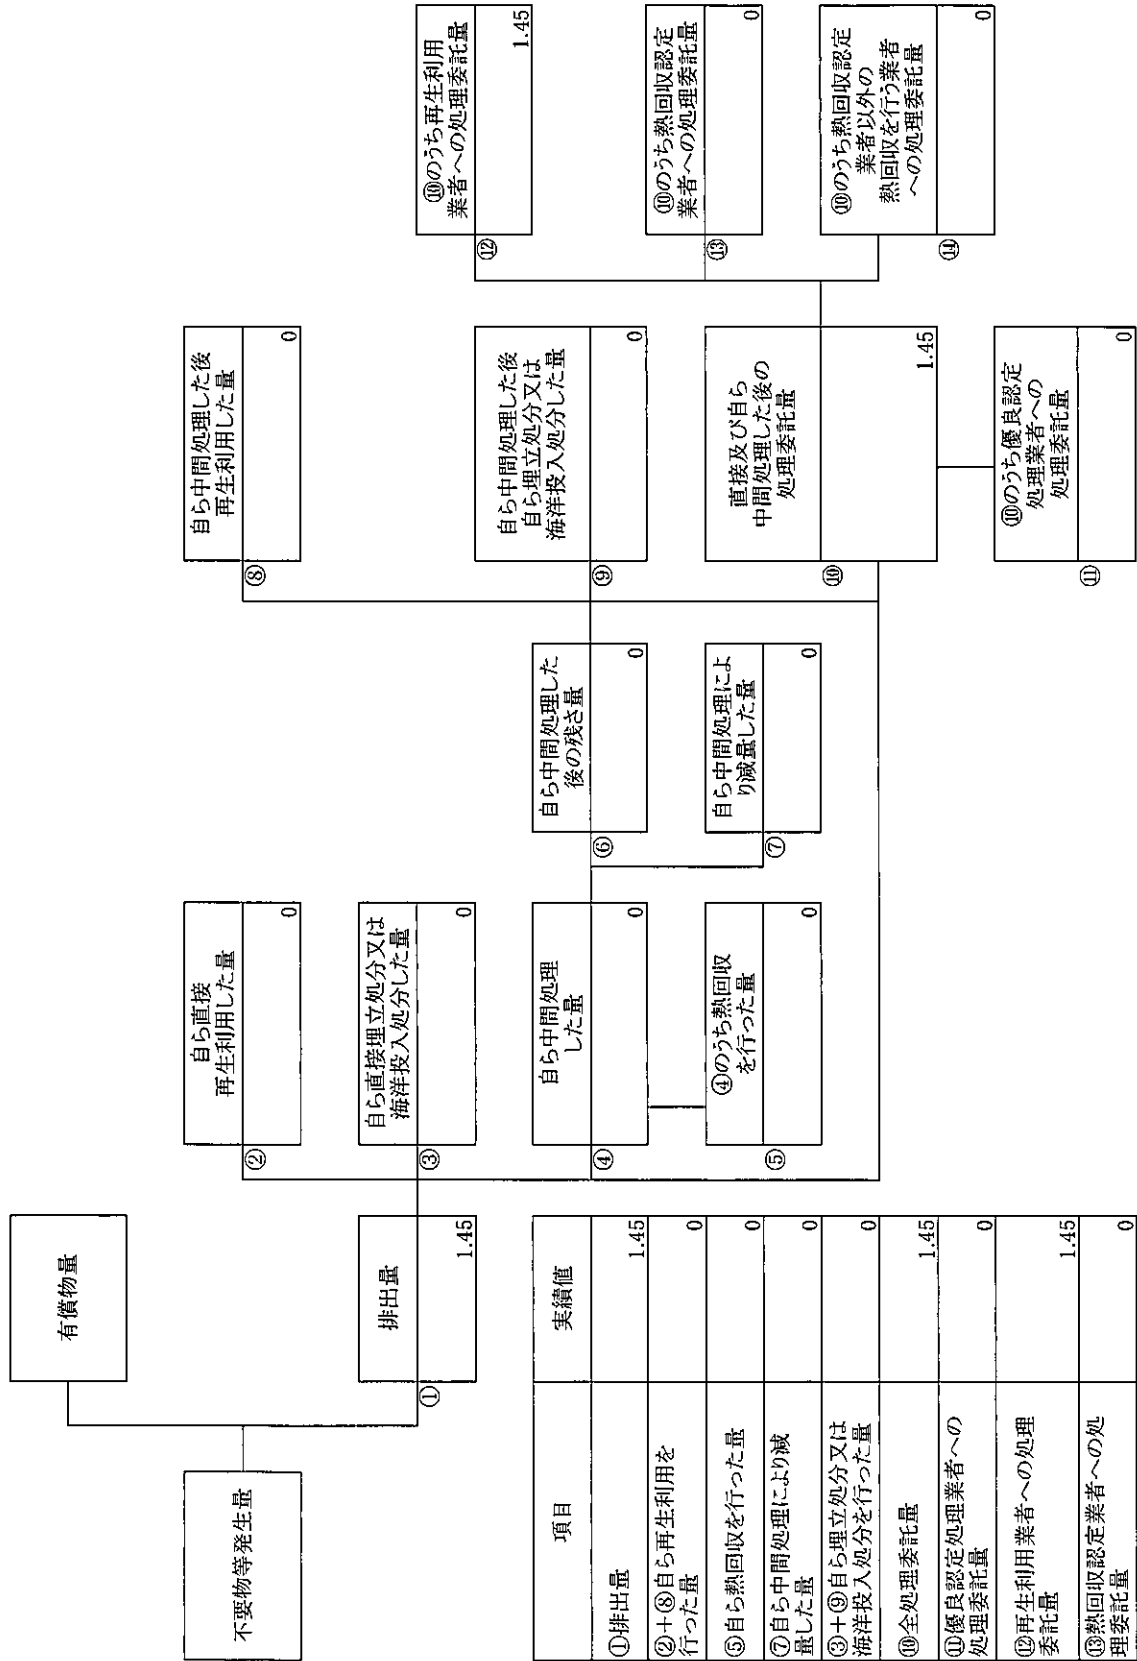 不要物等発生量
有償物量
①
排出量
1.45
②
自ら直接
再生利用した量
0
③
自ら直接埋立処分又は
海洋投入処分した量
0
④
自ら中間処理
した量
0
⑤
④のうち熱回収
を行った量
0
⑥
自ら中間処理した
後の残さ量
0
⑦
自ら中間処理によ
り減量した量
0
⑧
自ら中間処理した後
再生利用した量
0
⑨
自ら中間処理した後
自ら埋立処分又は
海洋投入処分した量
0
⑩
直接及び自ら
中間処理した後の
処理委託量
1.45
⑪
⑩のうち優良認定
処理業者への
処理委託量
0
⑫
⑩のうち再生利用
業者への処理委託量
1.45
⑬
⑩のうち熱回収認定
業者への処理委託量
0
⑭
⑩のうち熱回収認定
業者以外の
熱回収を行う業者
への処理委託量
0
項目 実績値
①排出量 1.45
②+⑧自ら再生利用を
行った量 0
⑤自ら熱回収を行った量 0
⑦自ら中間処理により減
量した量 0
③+⑨自ら埋立処分又は
海洋投入処分を行った量 0
⑩全処理委託量 1.45
⑪優良認定処理業者への
処理委託量 0
⑫再生利用業者への処理
委託量 1.45
⑬熱回収認定業者への処
理委託量 0